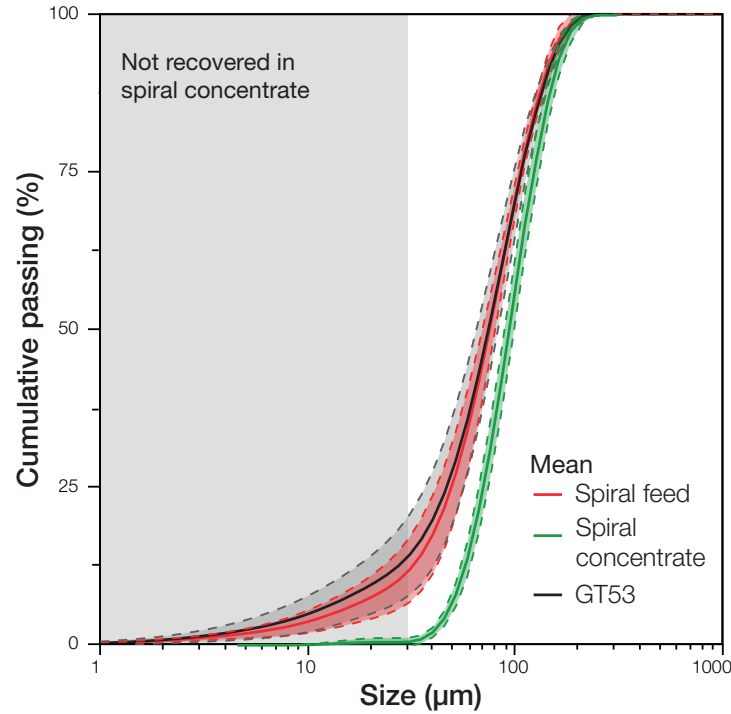 100
75
50
25
0
Cumulative passing (%)
Not recovered in
spiral concentrate
Mean
Spiral feed
Spiral
concentrate
GT53
1
10
100
1000
Size (µm)